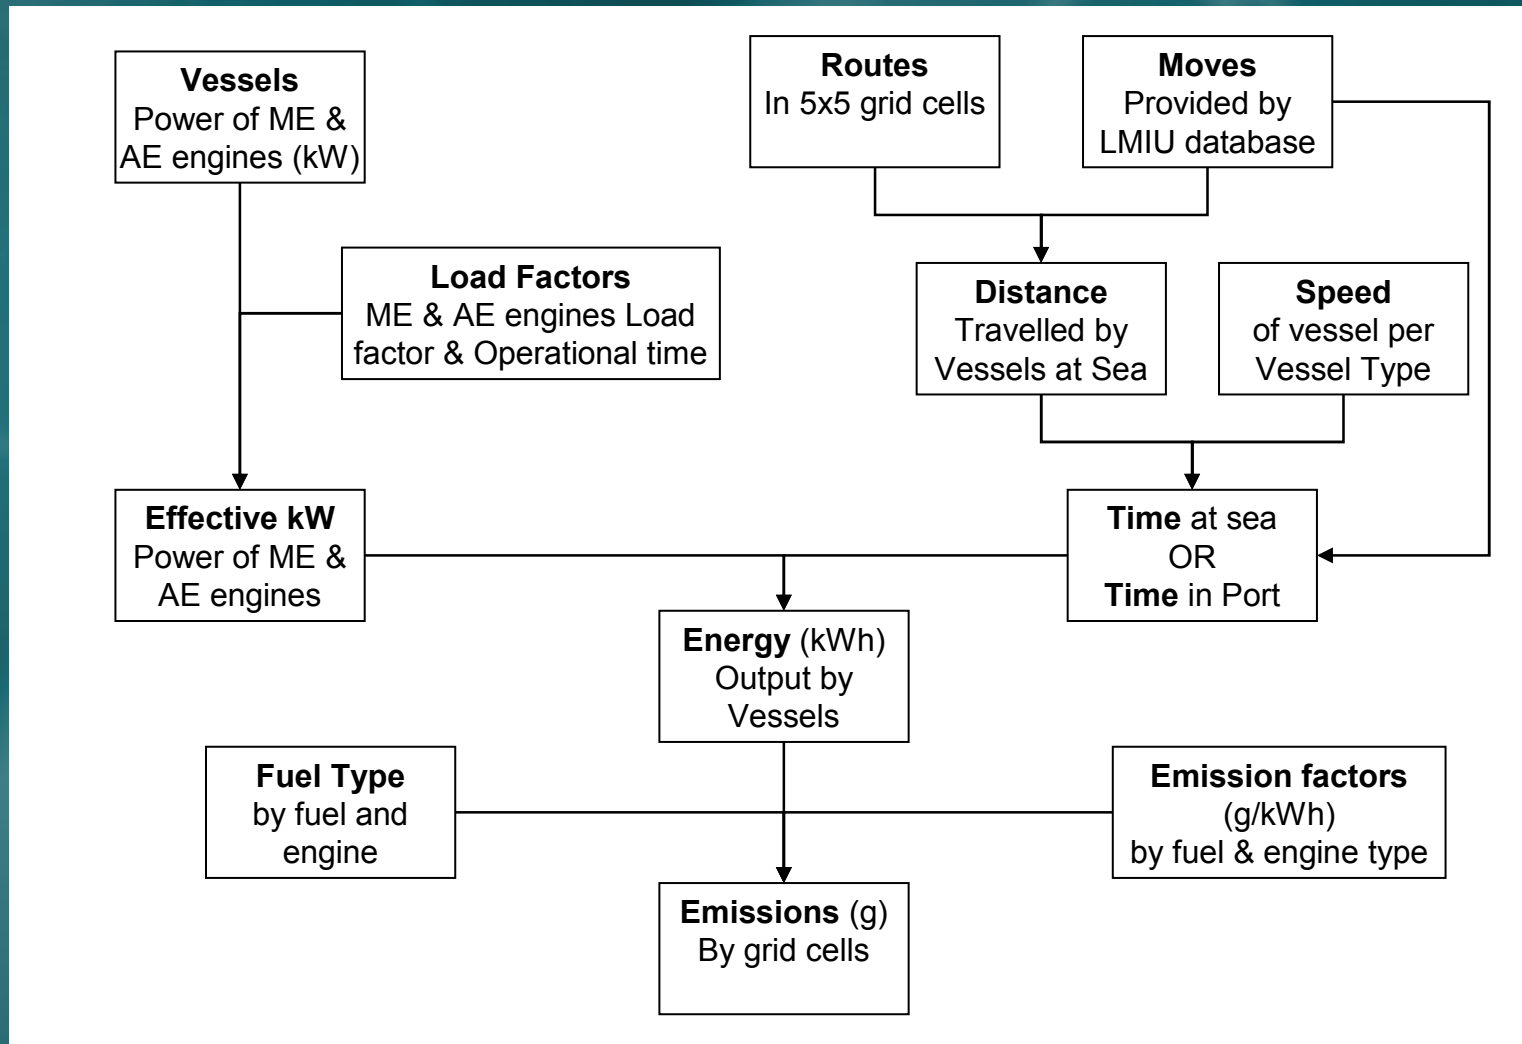 Vessels
Power of ME &
AE engines (kW)
Routes
In 5x5 grid cells
Moves
Provided by
LMIU database
Load Factors
ME & AE engines Load
factor & Operational time
Distance
Travelled by
Vessels at Sea
Speed
of vessel per
Vessel Type
Effective kW
Power of ME &
AE engines
Time at sea
OR
Time in Port
Energy (kWh)
Output by
Vessels
Fuel Type
by fuel and
engine
Emission factors
(g/kWh)
by fuel & engine type
Emissions (g)
By grid cells